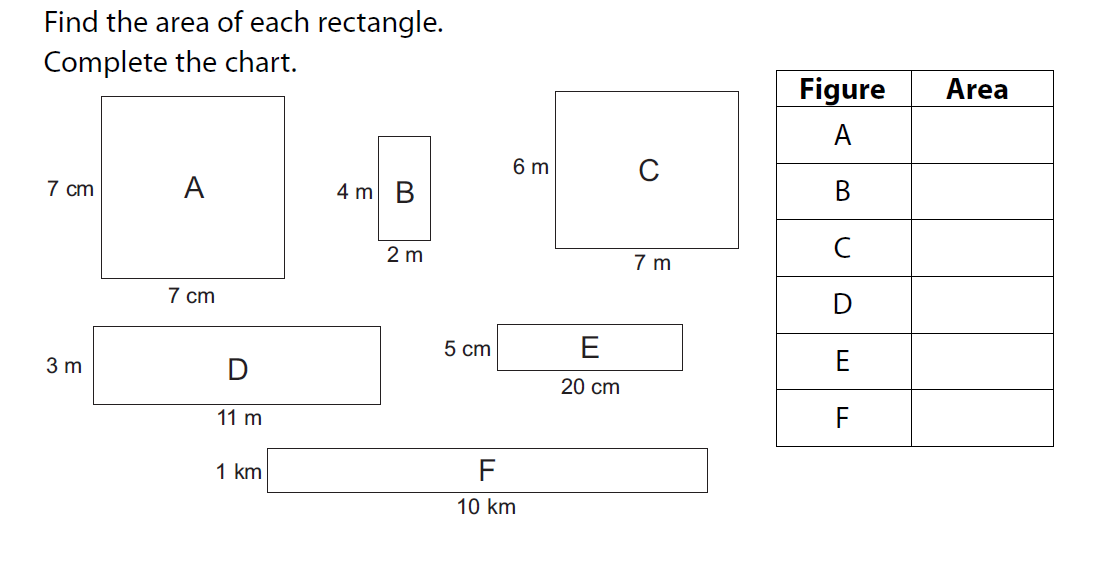 Find the area of each rectangle.
Complete the chart.
Figure Area
A
B
C
D
E
F
7 cm
A
7 cm
4 m
B
2 m
6 m
C
7 m
3 m
D
11 m
5 cm
E
20 cm
1 km
F
10 km